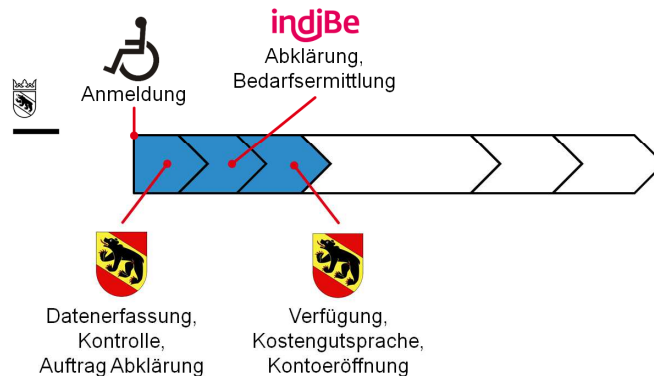 indiBe
Abklärung,
Bedarfsermittlung
Anmeldung
Datenerfassung,
Kontrolle,
Auftrag Abklärung
Verfügung,
Kostengutsprache,
Kontoeröffnung